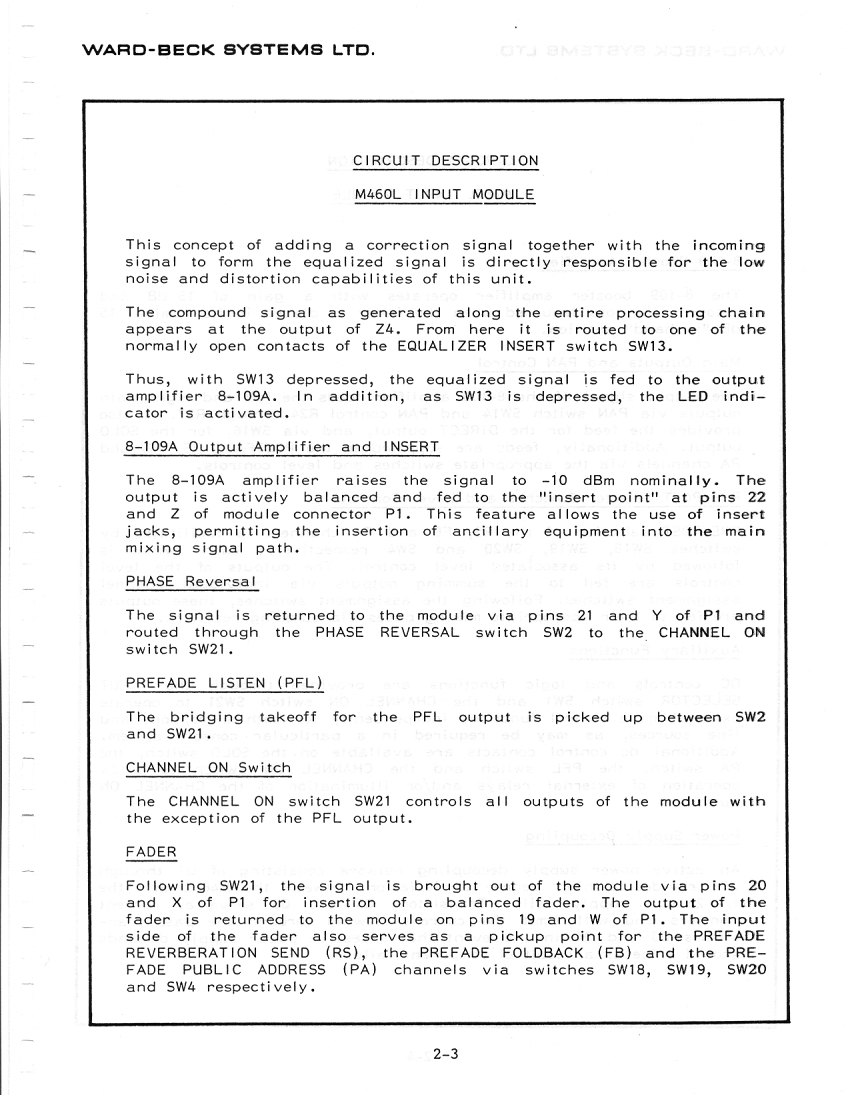 WARD-BECK SYSTEMS LTD.
CIRCUIT DESCRIPTION
M460L INPUT MODULE
This concept of adding a correction signal together with the incoming
signal to form the equalized signal is directly responsible for the low
noise and distortion capabilities of this unit.
The compound signal as generated along the entire processing chain
appears at the output of Z4. From here it is routed to one of the
normally open contacts of the EQUALIZER INSERT switch SW13.
Thus, with SW13 depressed, the equalized signal is fed to the output
amplifier 8-109A. In addition, as SW13 is depressed, the LED indi-
cator is activated.
8-109A Output Amplifier and INSERT
The 8-109A amplifier raises the signal to -10 dBm nominally. The
output is actively balanced and fed to the "insert point" at pins 22
and Z of module connector P1. This feature allows the use of insert
jacks, permitting the insertion of ancillary equipment into the main
mixing signal path.
PHASE Reversal
The signal is returned to the module via pins 21 and Y of P1 and
routed through the PHASE REVERSAL switch SW2 to the CHANNEL ON
switch SW21.
PREFADE LISTEN (PFL)
The bridging takeoff for the PFL output is picked up between SW2
and SW21.
CHANNEL ON Switch
The CHANNEL ON switch SW21 controls all outputs of the module with
the exception of the PFL output.
FADER
Following SW21, the signal is brought out of the module via pins 20
and X of P1 for insertion of a balanced fader. The output of the
fader is returned to the module on pins 19 and W of P1. The input
side of the fader also serves as a pickup point for the PREFADE
REVERBERATION SEND (RS), the PREFADE FOLDBACK (FB) and the PRE-
FADE PUBLIC ADDRESS (PA) channels via switches SW18, SW19, SW20
and SW4 respectively.
2-3